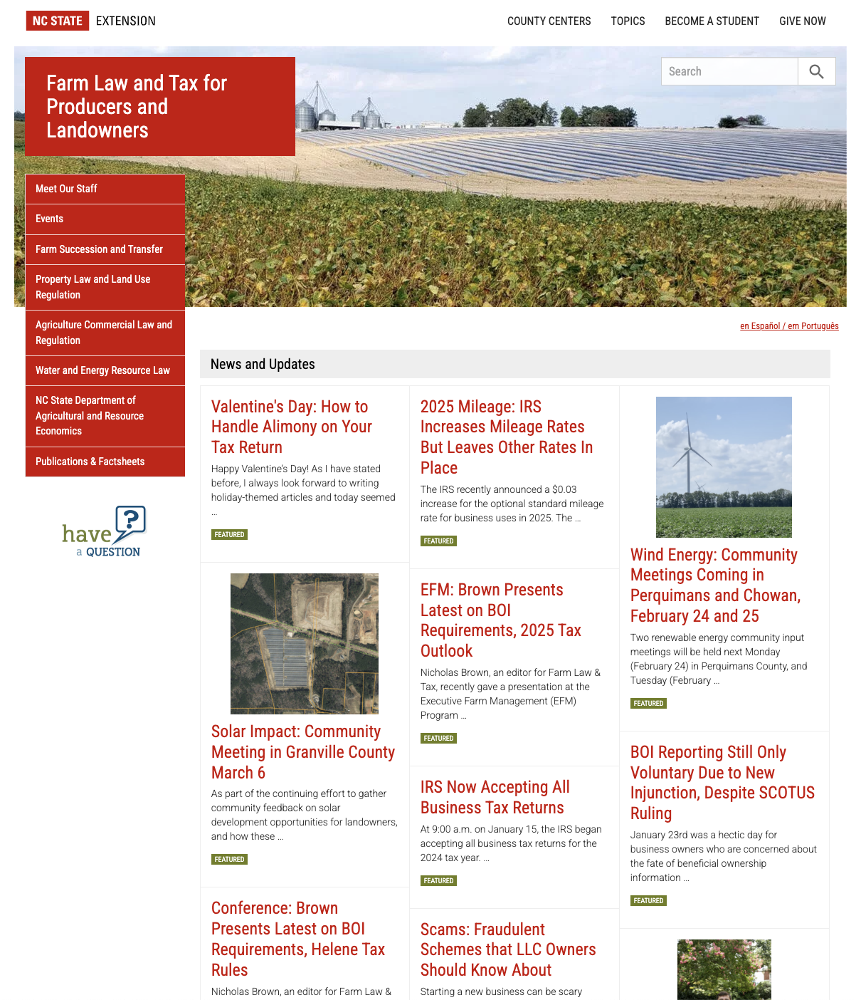 NC STATE EXTENSION
COUNTY CENTERS
TOPICS
BECOME A STUDENT
GIVE NOW
Farm Law and Tax for
Producers and
Landowners
Search
Meet Our Staff
Events
Farm Succession and Transfer
Property Law and Land Use
Regulation
Agriculture Commercial Law and
Regulation
Water and Energy Resource Law
NC State Department of
Agricultural and Resource
Economics
Publications & Factsheets
have
a QUESTION
?
en Español / em Português
News and Updates
Valentine's Day: How to
Handle Alimony on Your
Tax Return
Happy Valentine’s Day! As I have stated
before, I always look forward to writing
holiday-themed articles and today seemed
…
FEATURED
Solar Impact: Community
Meeting in Granville County
March 6
As part of the continuing effort to gather
community feedback on solar
development opportunities for landowners,
and how these …
FEATURED
Conference: Brown
Presents Latest on BOI
Requirements, Helene Tax
Rules
Nicholas Brown, an editor for Farm Law &
2025 Mileage: IRS
Increases Mileage Rates
But Leaves Other Rates In
Place
The IRS recently announced a $0.03
increase for the optional standard mileage
rate for business uses in 2025. The …
FEATURED
EFM: Brown Presents
Latest on BOI
Requirements, 2025 Tax
Outlook
Nicholas Brown, an editor for Farm Law &
Tax, recently gave a presentation at the
Executive Farm Management (EFM)
Program …
FEATURED
IRS Now Accepting All
Business Tax Returns
At 9:00 a.m. on January 15, the IRS began
accepting all business tax returns for the
2024 tax year. …
FEATURED
Scams: Fraudulent
Schemes that LLC Owners
Should Know About
Starting a new business can be scary
Wind Energy: Community
Meetings Coming in
Perquimans and Chowan,
February 24 and 25
Two renewable energy community input
meetings will be held next Monday
(February 24) in Perquimans County, and
Tuesday (February …
FEATURED
BOI Reporting Still Only
Voluntary Due to New
Injunction, Despite SCOTUS
Ruling
January 23rd was a hectic day for
business owners who are concerned about
the fate of beneficial ownership
information …
FEATURED